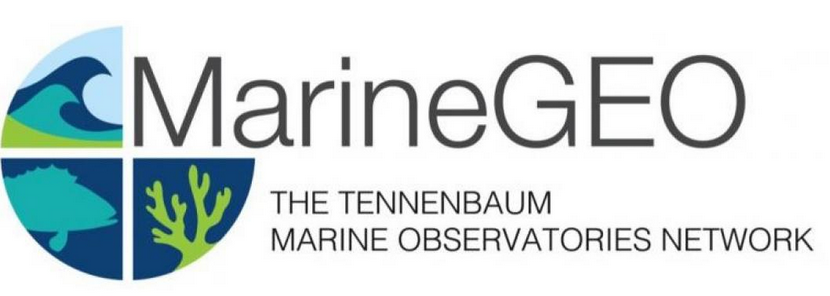 MarineGEO
THE TENNENBAUM
MARINE OBSERVATORIES NETWORK